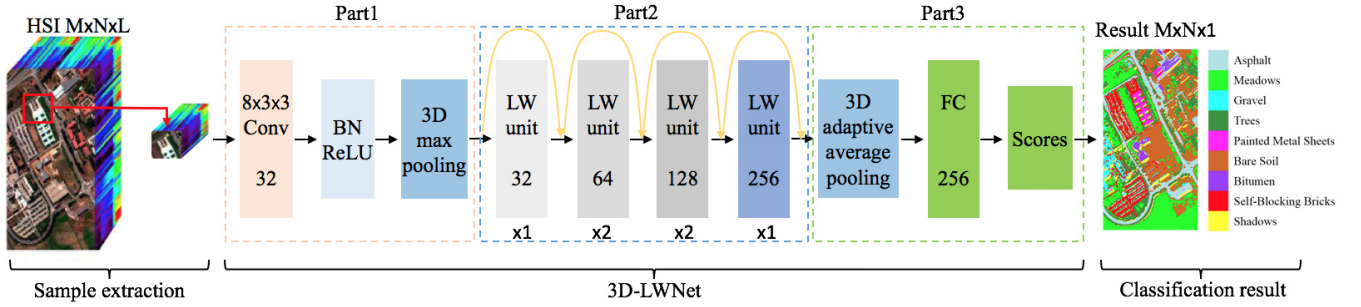 HSI MxNxL
Part1
Part2
Part3
Result MxNx1
8x3x3
Conv
32
BN
ReLU
3D
max
pooling
LW
unit
32
x1
LW
unit
64
x2
LW
unit
128
x2
LW
unit
256
x1
3D
adaptive
average
pooling
FC
256
Scores
Asphalt
Meadows
Gravel
Trees
Painted Metal Sheets
Bare Soil
Bitumen
Self-Blocking Bricks
Shadows
Sample extraction
3D-LWNet
Classification result